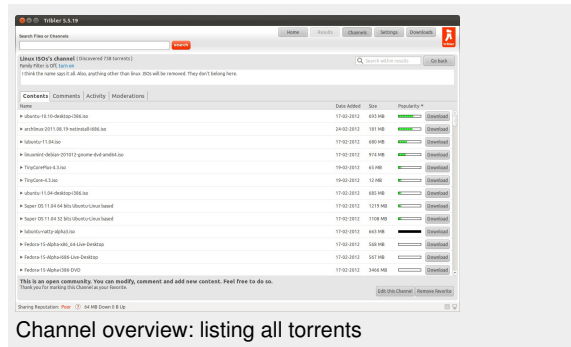 Tribler 5.5.19
Search Files or Channels
Search
Home
Results
Channels
Settings
Downloads
Tribler
Linux ISOs's channel (Discovered 738 torrents)
Family Filter is Off, turn on
Search within results
Go back
I think the name says it all. Also, anything other than linux ISOs will be removed. They don't belong here.
Contents Comments Activity Moderations
Name Date Added Size Popularity
ubuntu-10.10-desktop-i386.iso 17-02-2012 693 MB Download
archlinux-2011.08.19-netinstall-i686.iso 24-02-2012 181 MB Download
lubuntu-11.04.iso 17-02-2012 680 MB Download
linuxmint-debian-201012-gnome-dvd-amd64.iso 17-02-2012 974 MB Download
TinyCorePlus-4.3.iso 19-02-2012 65 MB Download
TinyCore-4.3.iso 19-02-2012 12 MB Download
ubuntu-11.04-desktop-i386.iso 17-02-2012 685 MB Download
Super OS 11.04 64 bits Ubuntu Linux based 17-02-2012 1219 MB Download
Super OS 11.04 32 bits Ubuntu Linux based 17-02-2012 1108 MB Download
lubuntu-natty-alpha3.iso 17-02-2012 663 MB Download
Fedora-15-Alpha-x86_64-Live-Desktop 17-02-2012 568 MB Download
Fedora-15-Alpha-i686-Live-Desktop 17-02-2012 567 MB Download
Fedora-15-Alpha-i386-DVD 17-02-2012 3466 MB Download
This is an open community. You can modify, comment and add new content. Feel free to do so.
Thank you for marking this Channel as your Favorite.
Edit this Channel
Remove Favorite
Sharing Reputation: Poor 64 MB Down 0 B Up
Channel overview: listing all torrents